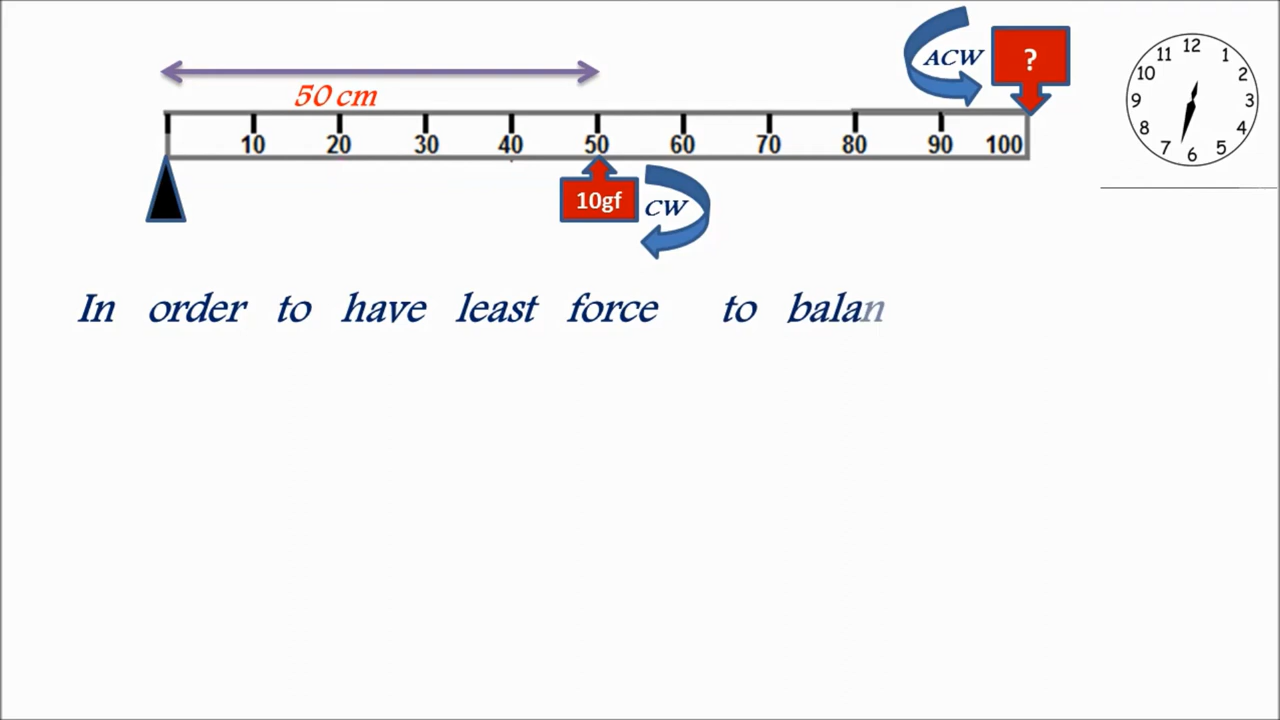 ACW
?
50 cm
10 20 30 40 50 60 70 80 90 100
10gf
CW
12
11 1
10 2
9 3
8 4
7 5
6
In order to have least force to balan